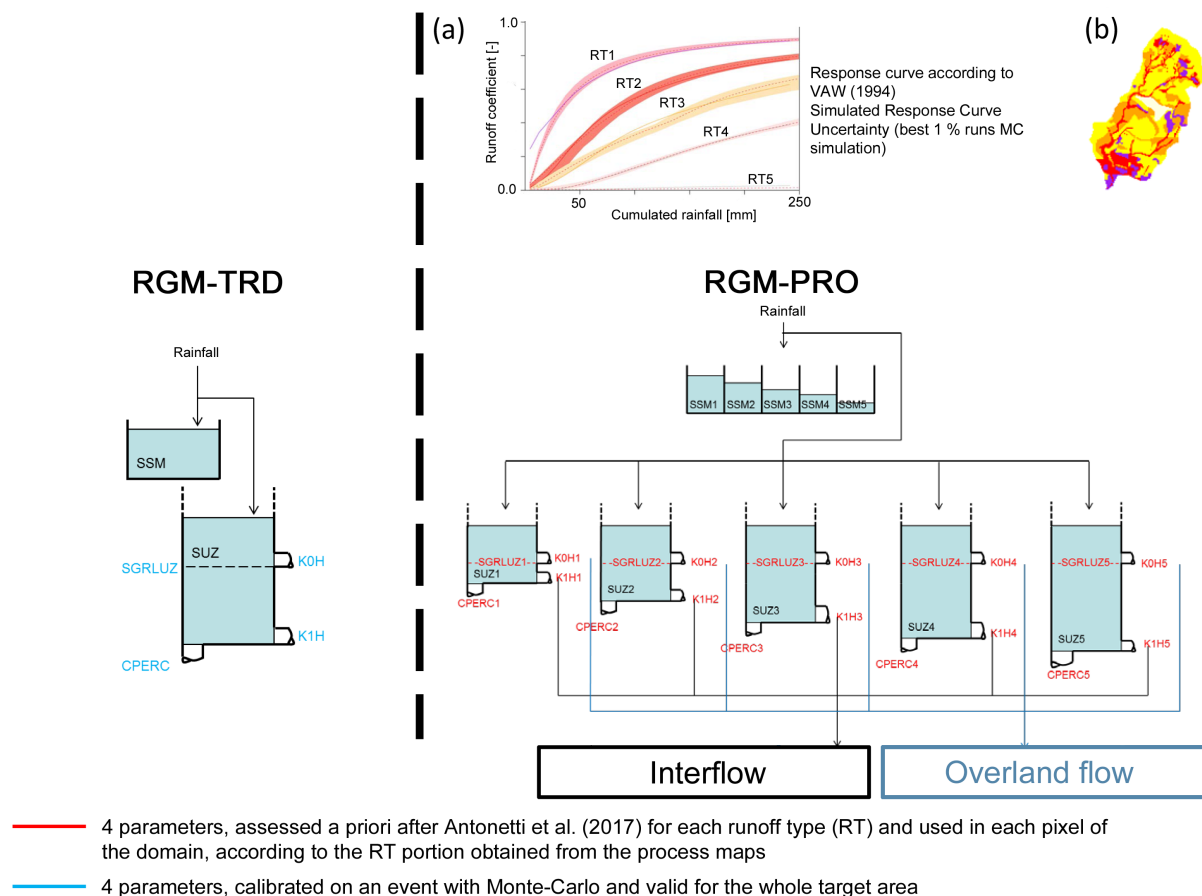 (a)
1.0
0.0
Runoff coefficient [-]
RT1
RT2
RT3
RT4
RT5
50
250
Cumulated rainfall [mm]
Response curve according to
VAW (1994)
Simulated Response Curve
Uncertainty (best 1 % runs MC
simulation)
(b)
RGM-TRD
Rainfall
SSM
SUZ
SGRLUZ
K0H
K1H
CPERC
RGM-PRO
Rainfall
SSM1
SSM2
SSM3
SSM4
SSM5
SGRLUZ1
SUZ1
K0H1
K1H1
CPERC1
SGRLUZ2
SUZ2
K0H2
K1H2
CPERC2
SGRLUZ3
SUZ3
K0H3
K1H3
CPERC3
SGRLUZ4
SUZ4
K0H4
K1H4
CPERC4
SGRLUZ5
SUZ5
K0H5
K1H5
CPERC5
Interflow
Overland flow
4 parameters, assessed a priori after Antonetti et al. (2017) for each runoff type (RT) and used in each pixel of
the domain, according to the RT portion obtained from the process maps
4 parameters, calibrated on an event with Monte-Carlo and valid for the whole target area